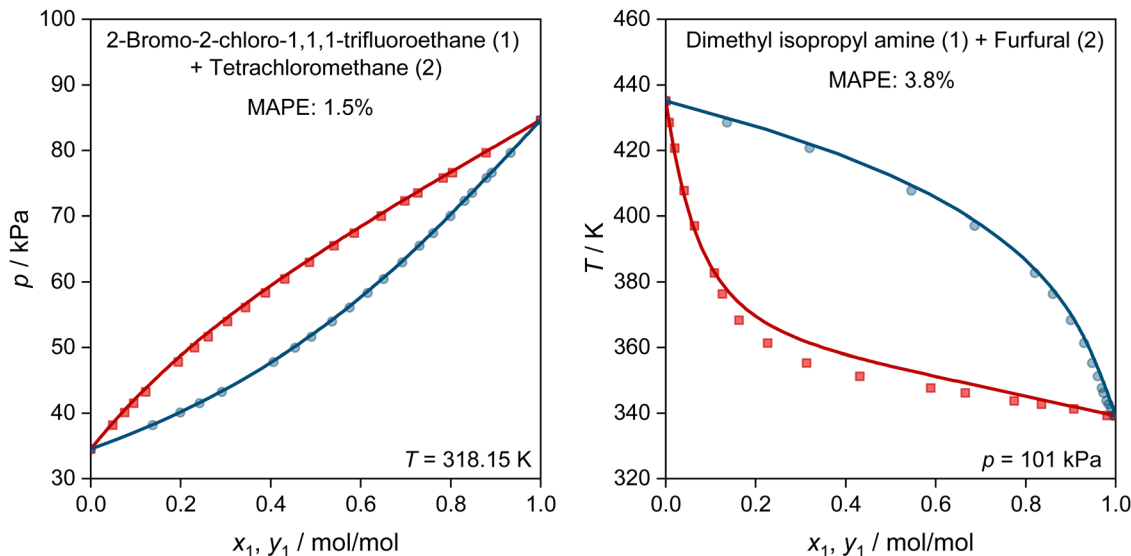 2-Bromo-2-chloro-1,1,1-trifluoroethane (1)
+ Tetrachloromethane (2)
MAPE: 1.5%
100
90
80
70
60
50
40
30
p / kPa
T = 318.15 K
0.0 0.2 0.4 0.6 0.8 1.0
x₁, y₁ / mol/mol
Dimethyl isopropyl amine (1) + Furfural (2)
MAPE: 3.8%
460
440
420
400
380
360
340
320
T / K
p = 101 kPa
0.0 0.2 0.4 0.6 0.8 1.0
x₁, y₁ / mol/mol